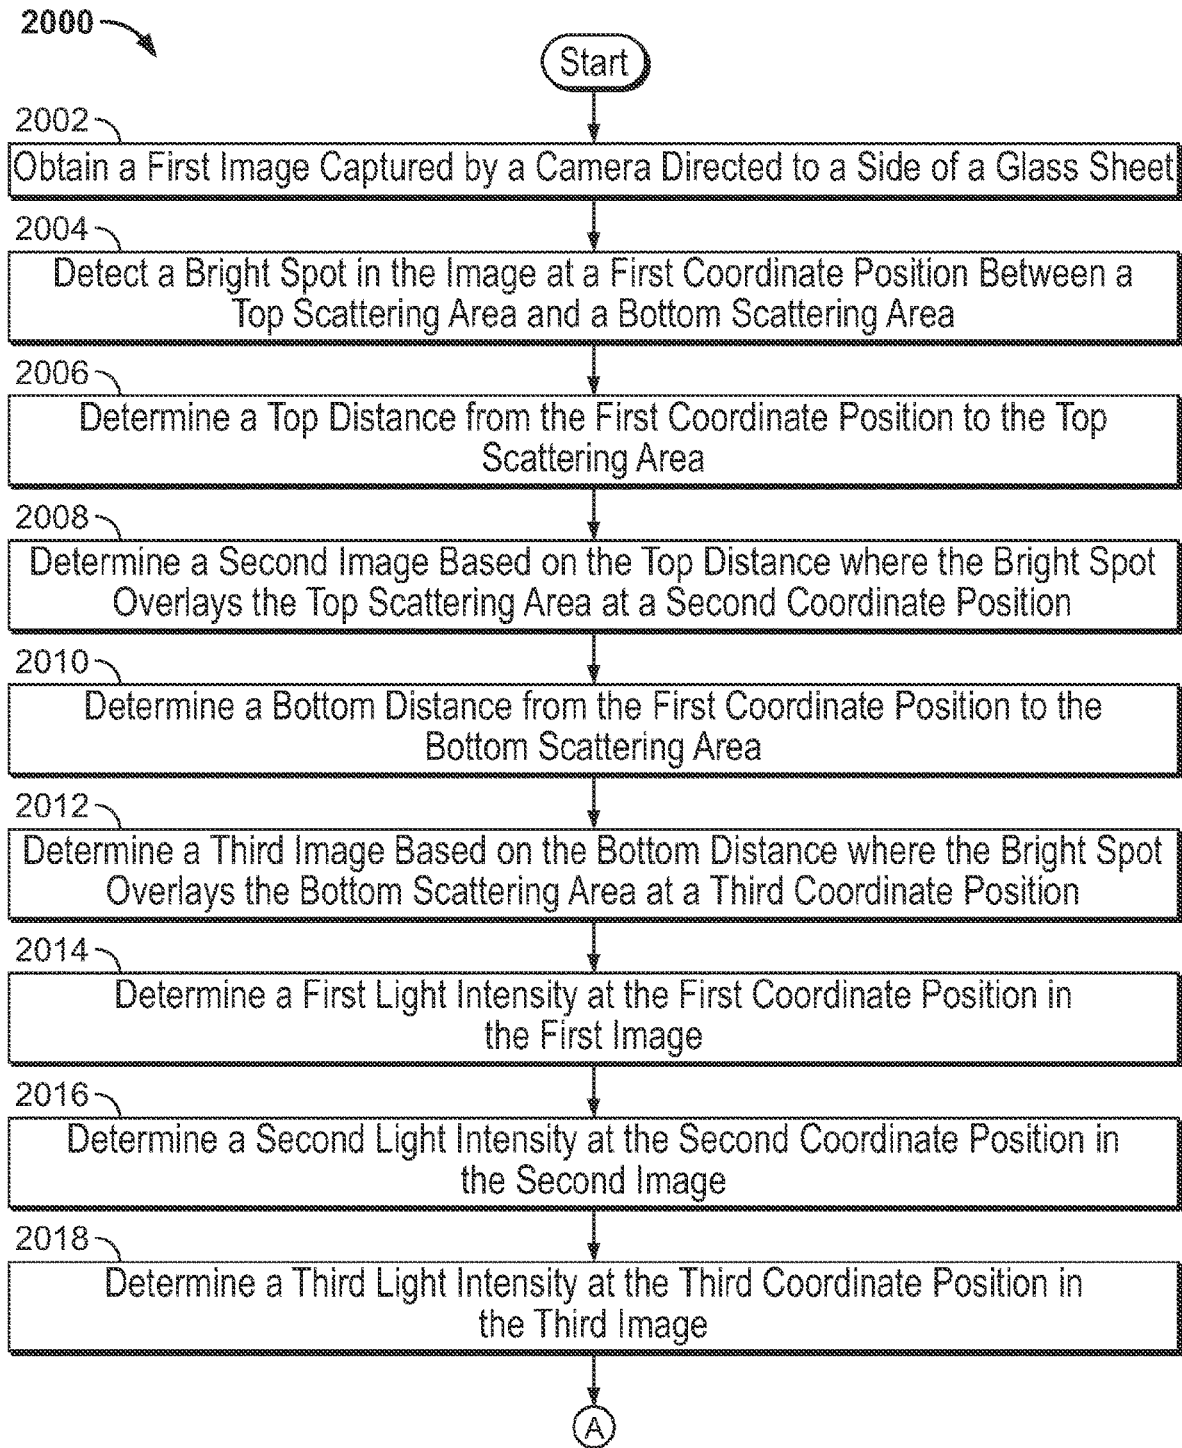 2000
Start
2002
Obtain a First Image Captured by a Camera Directed to a Side of a Glass Sheet
2004
Detect a Bright Spot in the Image at a First Coordinate Position Between a
Top Scattering Area and a Bottom Scattering Area
2006
Determine a Top Distance from the First Coordinate Position to the Top
Scattering Area
2008
Determine a Second Image Based on the Top Distance where the Bright Spot
Overlays the Top Scattering Area at a Second Coordinate Position
2010
Determine a Bottom Distance from the First Coordinate Position to the
Bottom Scattering Area
2012
Determine a Third Image Based on the Bottom Distance where the Bright Spot
Overlays the Bottom Scattering Area at a Third Coordinate Position
2014
Determine a First Light Intensity at the First Coordinate Position in
the First Image
2016
Determine a Second Light Intensity at the Second Coordinate Position in
the Second Image
2018
Determine a Third Light Intensity at the Third Coordinate Position in
the Third Image
A